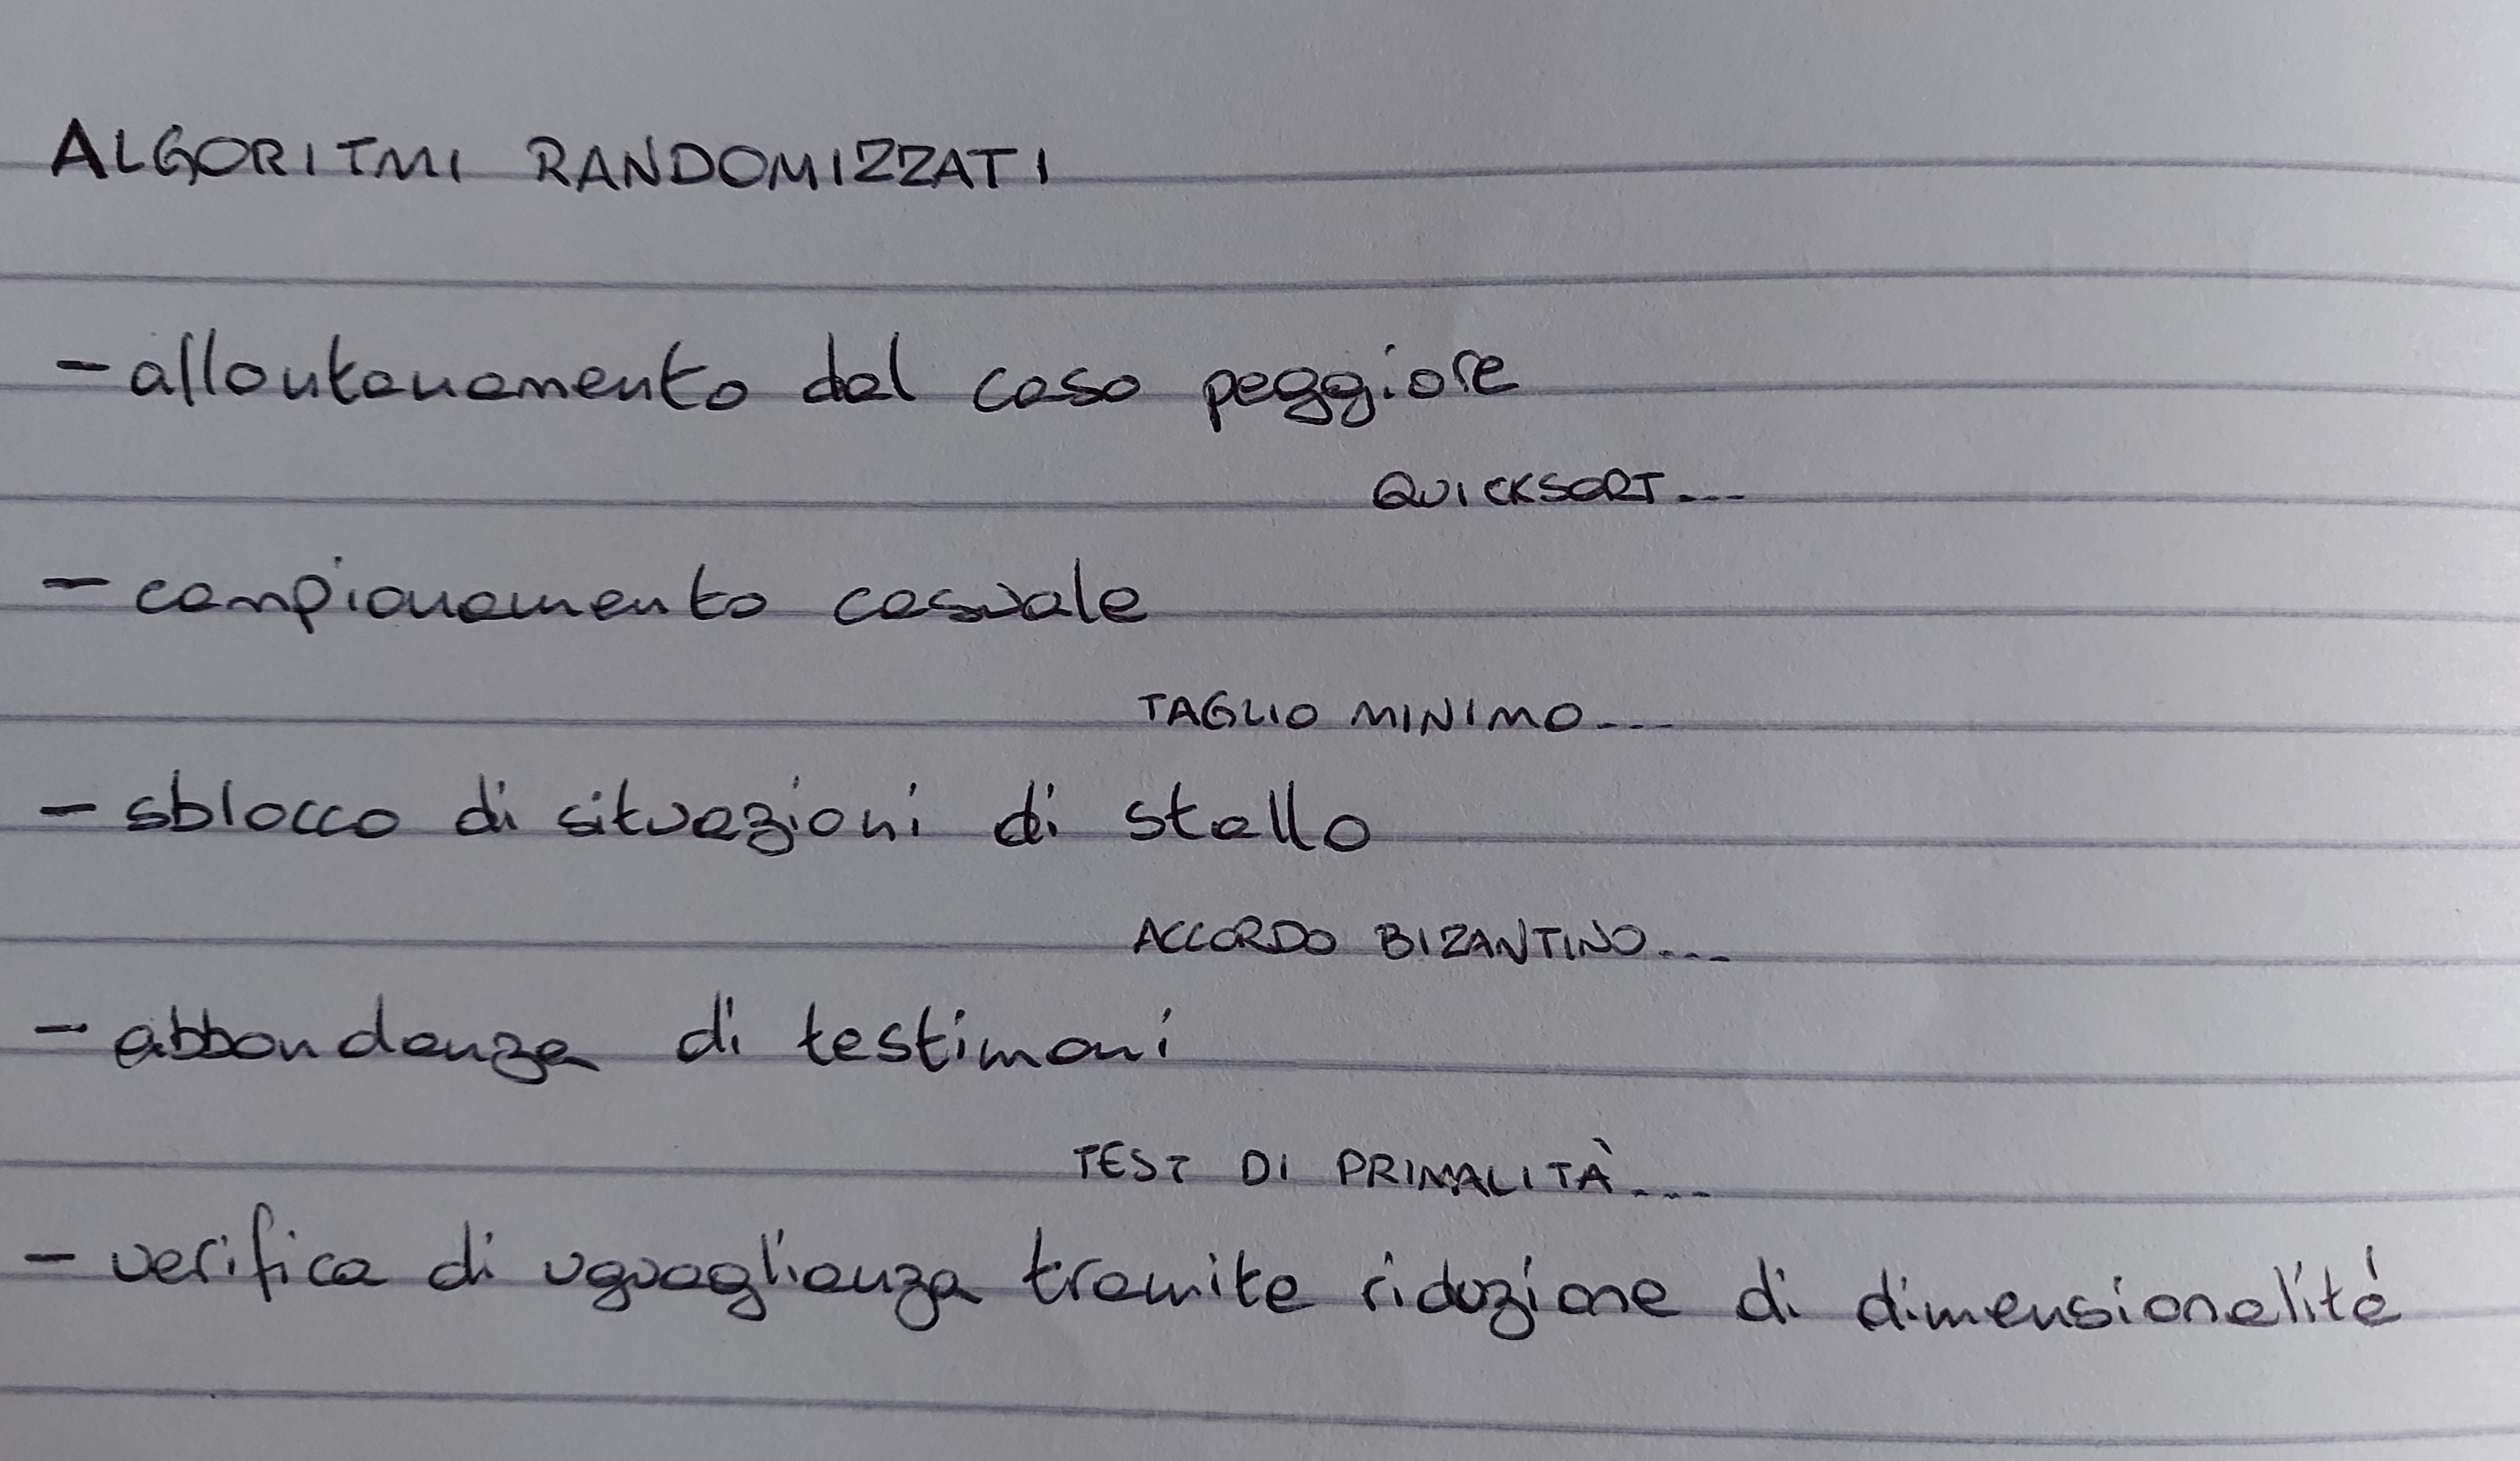 ALGORITMI RANDOMIZZATI
- allontanamento dal caso peggiore
QUICKSORT...
- campionamento casuale
TAGLIO MINIMO...
- sblocco di situazioni di stallo
ACCORDO BIZANTINO...
- abbondanza di testimoni
TEST DI PRIMALITÀ...
- verifica di uguaglianza tramite riduzione di dimensionalità